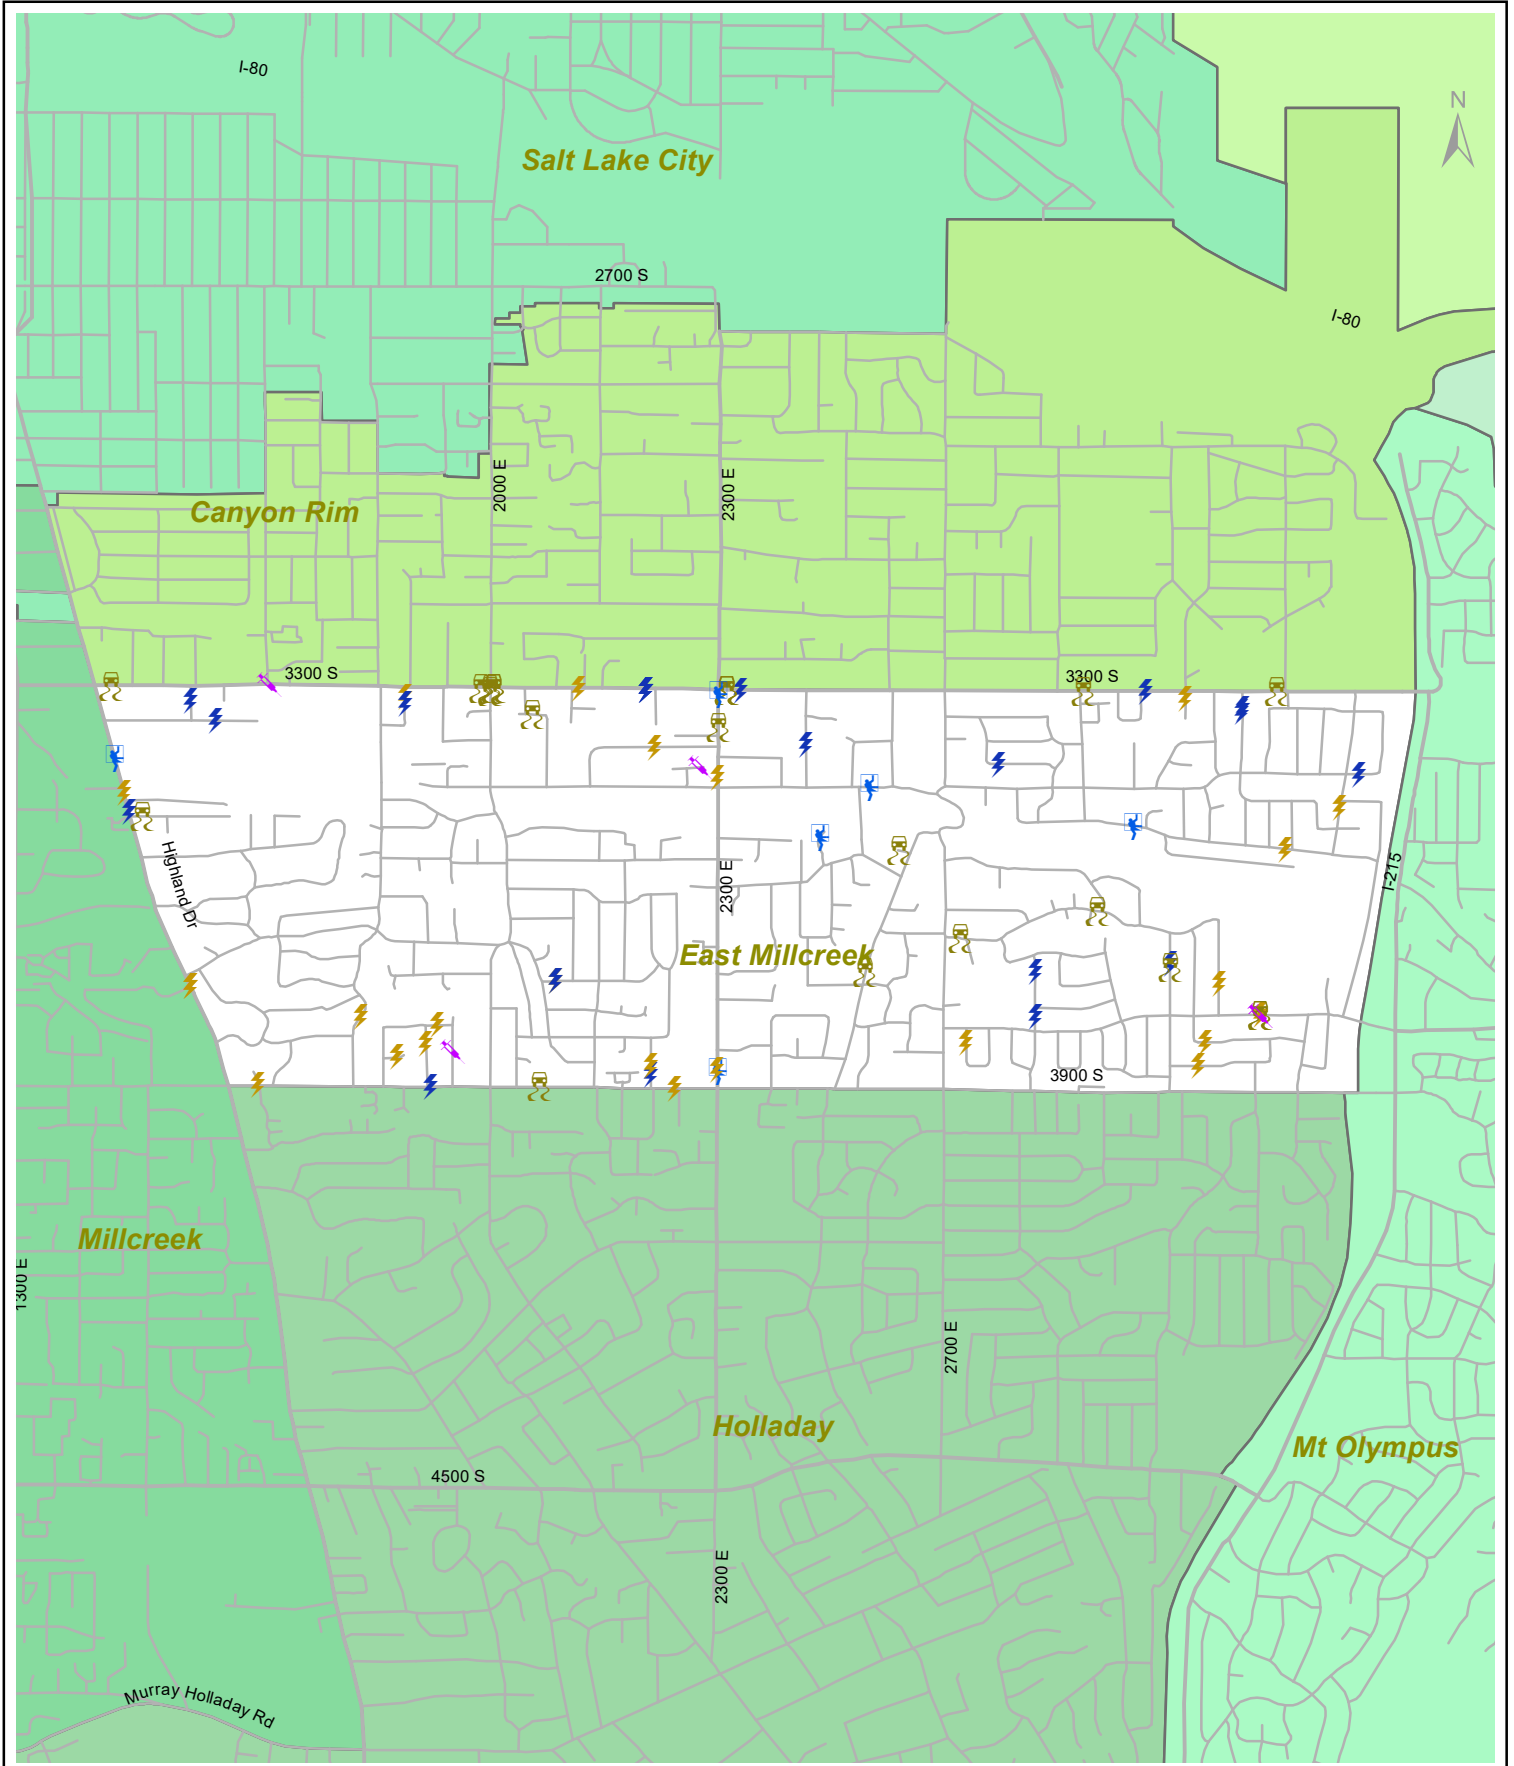 I-80
N
Salt Lake City
2700 S
I-80
2000 E
2300 E
Canyon Rim
3300 S
3300 S
Highland Dr
2300 E
I-215
East Millcreek
3900 S
Millcreek
1300 E
2700 E
Holladay
Mt Olympus
4500 S
2300 E
Murray Holladay Rd